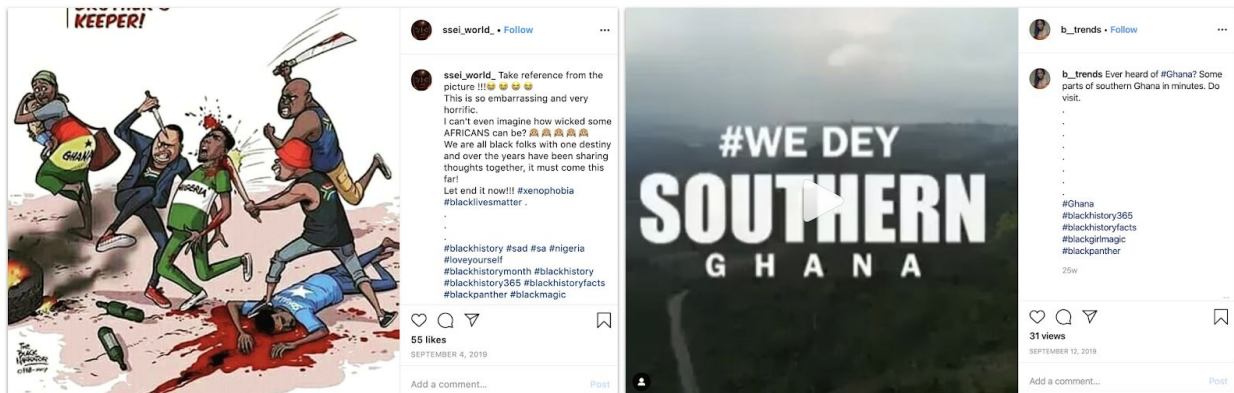 KEEPER!
GHANA
NIGERIA
THE
BLACK
ssei_world_ • Follow
ssei_world_ Take reference from the
picture !!!😂 😂 😂 😂
This is so embarrassing and very
horrific.
I can't even imagine how wicked some
AFRICANS can be? 🙈🙈🙈🙈🙈
We are all black folks with one destiny
and over the years have been sharing
thoughts together, it must come this
far!
Let end it now!!! #xenophobia
#blacklivesmatter .
.
.
.
#blackhistory #sad #sa #nigeria
#loveyourself
#blackhistorymonth #blackhistory
#blackhistory365 #blackhistoryfacts
#blackpanther #blackmagic
55 likes
SEPTEMBER 4, 2019
Add a comment...
Post
#WE DEY
SOUTHERN
GHANA
b__trends • Follow
b__trends Ever heard of #Ghana? Some
parts of southern Ghana in minutes. Do
visit.
.
.
.
.
.
.
.
.
#Ghana
#blackhistory365
#blackhistoryfacts
#blackgirlmagic
#blackpanther
25w
31 views
SEPTEMBER 12, 2019
Add a comment...
Post